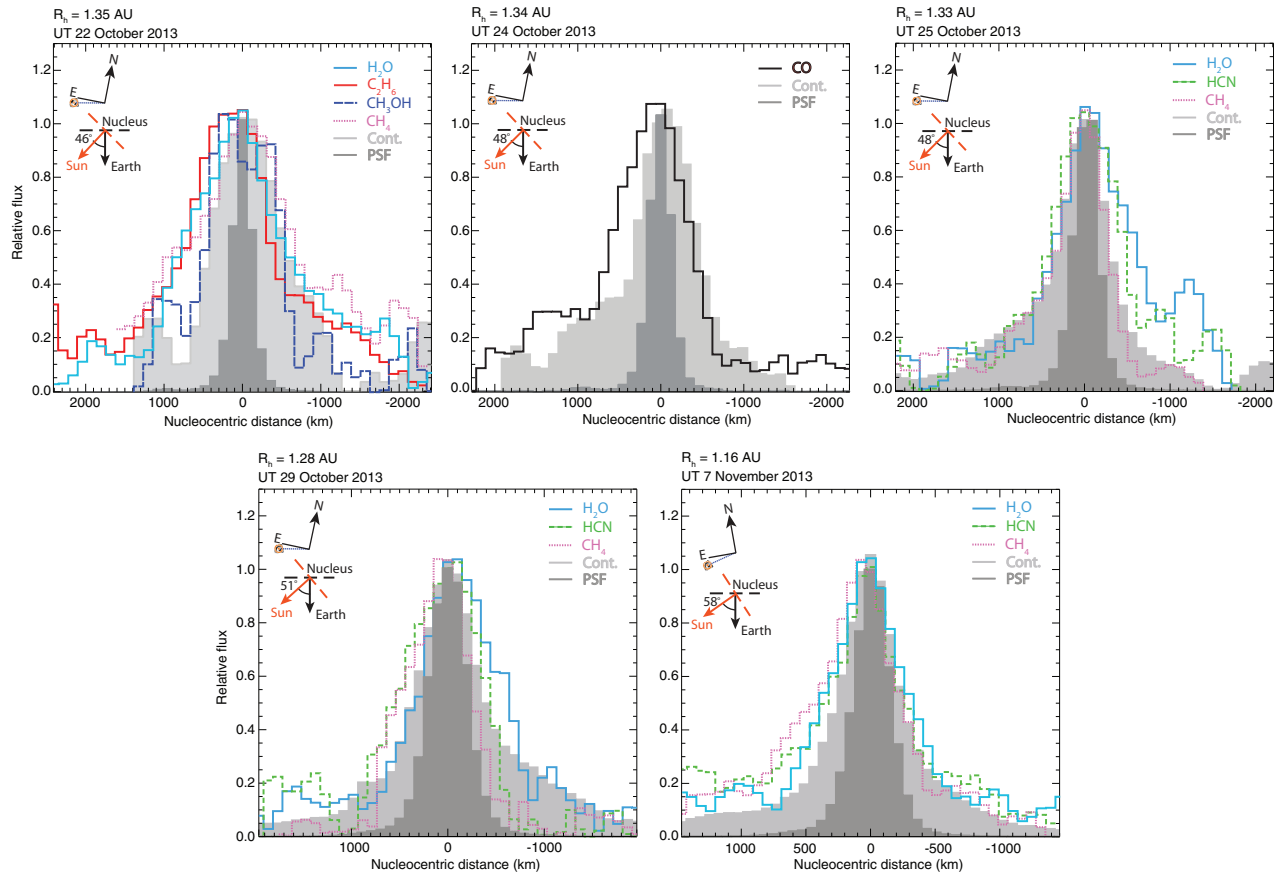 R_h = 1.35 AU
UT 22 October 2013
1.2
1.0
0.8
0.6
0.4
0.2
0.0
Relative flux
N
E
Nucleus
46°
Sun
Earth
H₂O
C₂H₆
CH₃OH
CH₄
Cont.
PSF
2000 1000 0 -1000 -2000
Nucleocentric distance (km)
R_h = 1.34 AU
UT 24 October 2013
1.2
1.0
0.8
0.6
0.4
0.2
0.0
N
E
Nucleus
48°
Sun
Earth
CO
Cont.
PSF
2000 1000 0 -1000 -2000
Nucleocentric distance (km)
R_h = 1.33 AU
UT 25 October 2013
1.2
1.0
0.8
0.6
0.4
0.2
0.0
N
E
Nucleus
48°
Sun
Earth
H₂O
HCN
CH₄
Cont.
PSF
2000 1000 0 -1000 -2000
Nucleocentric distance (km)
R_h = 1.28 AU
UT 29 October 2013
1.2
1.0
0.8
0.6
0.4
0.2
0.0
Relative flux
N
E
Nucleus
51°
Sun
Earth
H₂O
HCN
CH₄
Cont.
PSF
1000 0 -1000
Nucleocentric distance (km)
R_h = 1.16 AU
UT 7 November 2013
1.2
1.0
0.8
0.6
0.4
0.2
0.0
N
E
Nucleus
58°
Sun
Earth
H₂O
HCN
CH₄
Cont.
PSF
1000 500 0 -500 -1000
Nucleocentric distance (km)